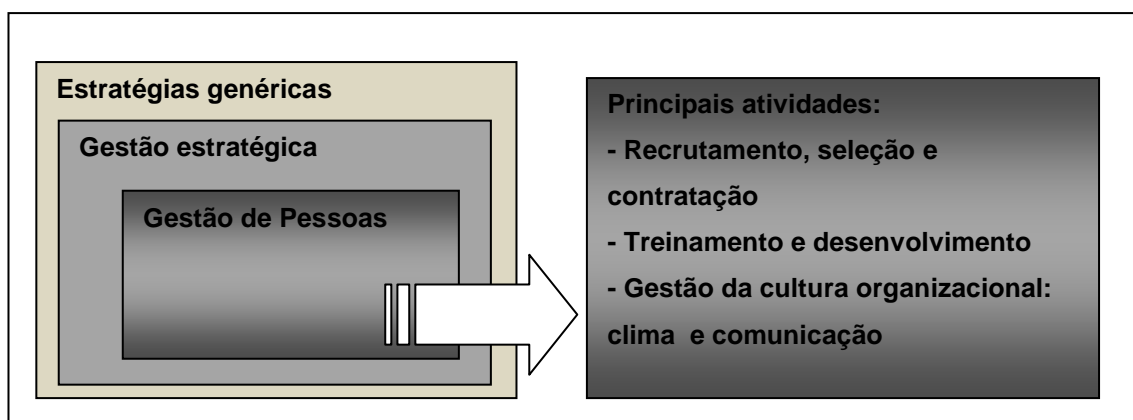 Estratégias genéricas
Gestão estratégica
Gestão de Pessoas
Principais atividades:
- Recrutamento, seleção e
contratação
- Treinamento e desenvolvimento
- Gestão da cultura organizacional:
clima e comunicação